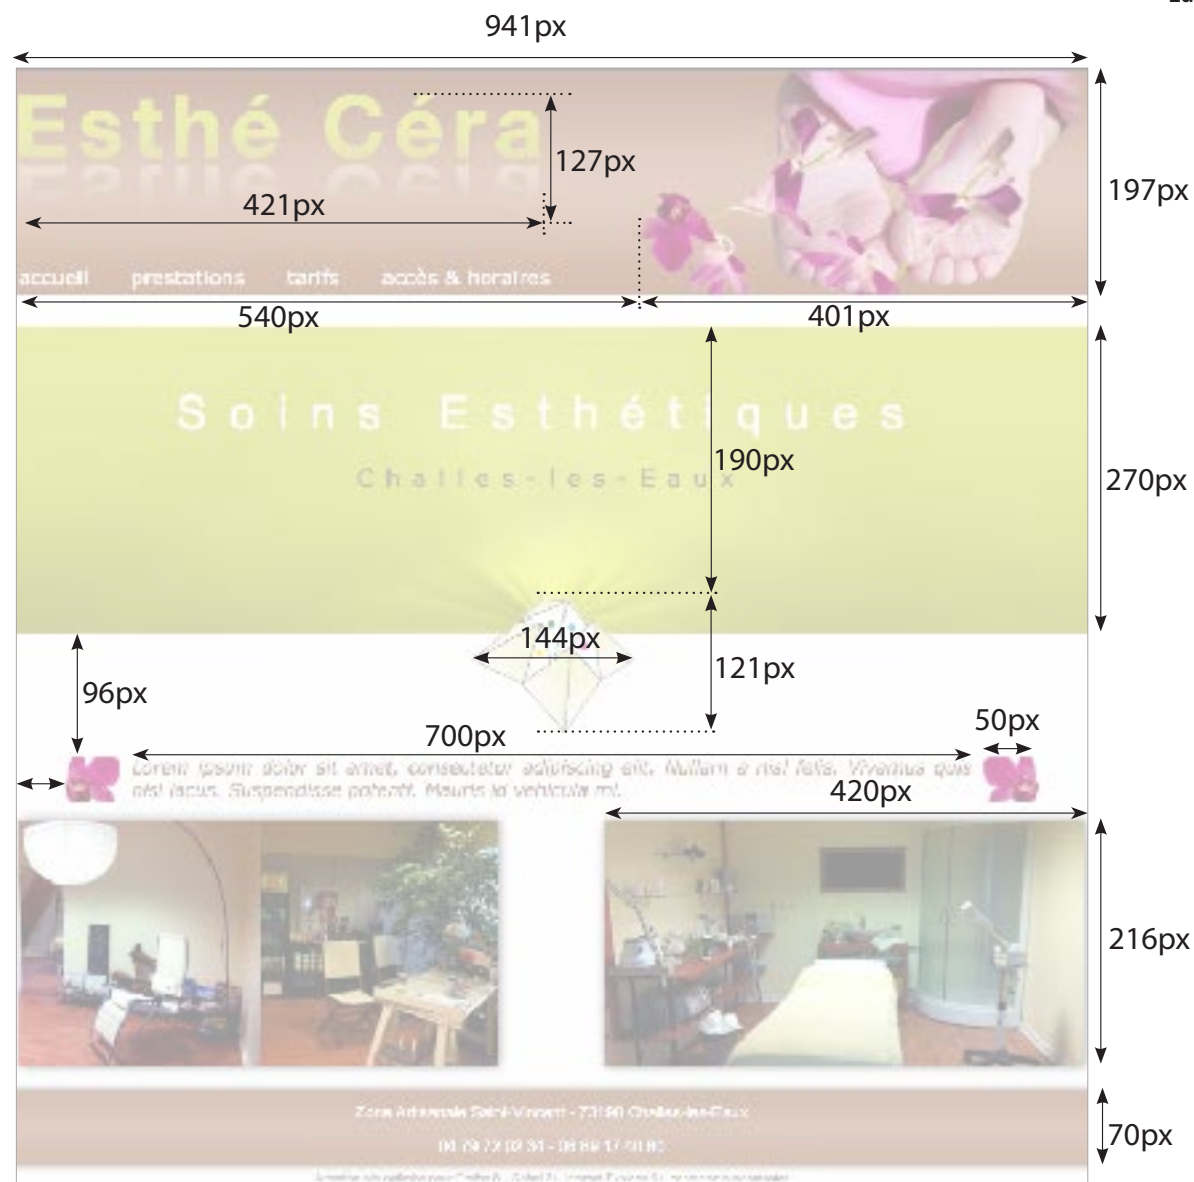 941px
Esthé Céra
127px
197px
421px
accueil prestations tarifs accès & horaires
540px
401px
Soins Esthétiques
190px
Challes-les-Eaux
270px
144px
121px
96px
50px
700px
Lorem ipsum dolor sit amet, consectetur adipiscing elit. Nullam a nisl felis. Vivamus quis
nisl lacus. Suspendisse potenti. Mauris id vehicula mi.
420px
216px
Zone Artisanale Saint-Vincent - 73190 Challes-les-Eaux
70px